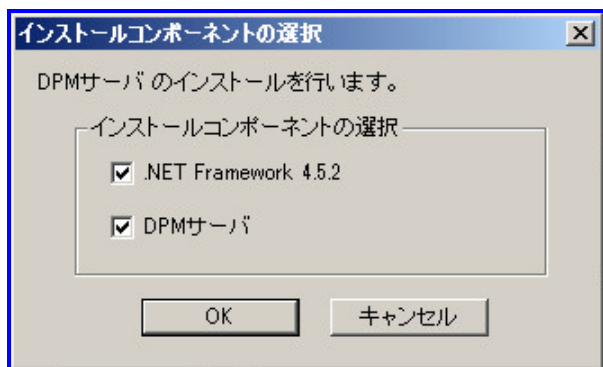 インストールコンポーネントの選択
DPMサーバ のインストールを行います。
インストールコンポーネントの選択
.NET Framework 4.5.2
DPMサーバ
OK
キャンセル